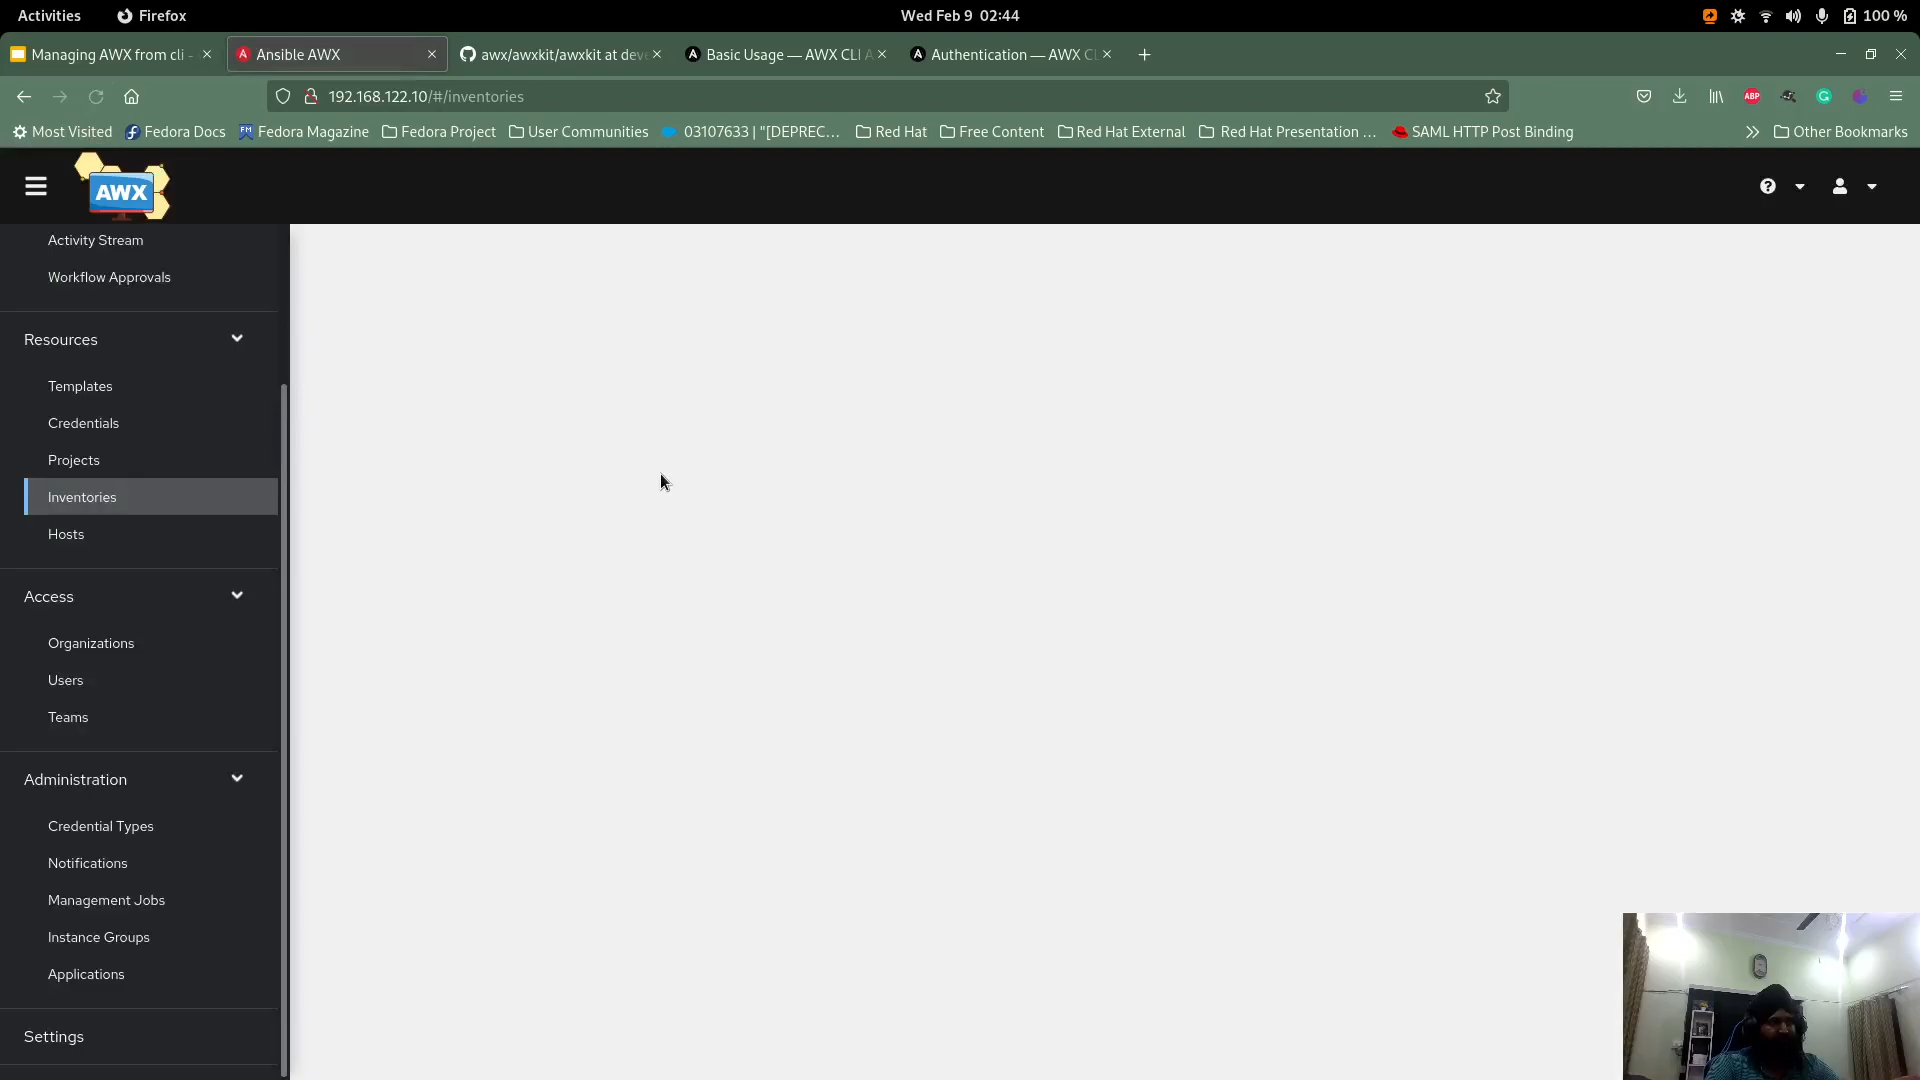 Activities Firefox Wed Feb 9 02:44 100 %
Managing AWX from cli - Ansible AWX awx/awxkit/awxkit at deve Basic Usage — AWX CLI A Authentication — AWX CL
192.168.122.10/#/inventories ABP
Most Visited Fedora Docs FM Fedora Magazine Fedora Project User Communities 03107633 | "[DEPREC... Red Hat Free Content Red Hat External Red Hat Presentation ... SAML HTTP Post Binding Other Bookmarks
AWX
Activity Stream
Workflow Approvals
Resources
Templates
Credentials
Projects
Inventories
Hosts
Access
Organizations
Users
Teams
Administration
Credential Types
Notifications
Management Jobs
Instance Groups
Applications
Settings